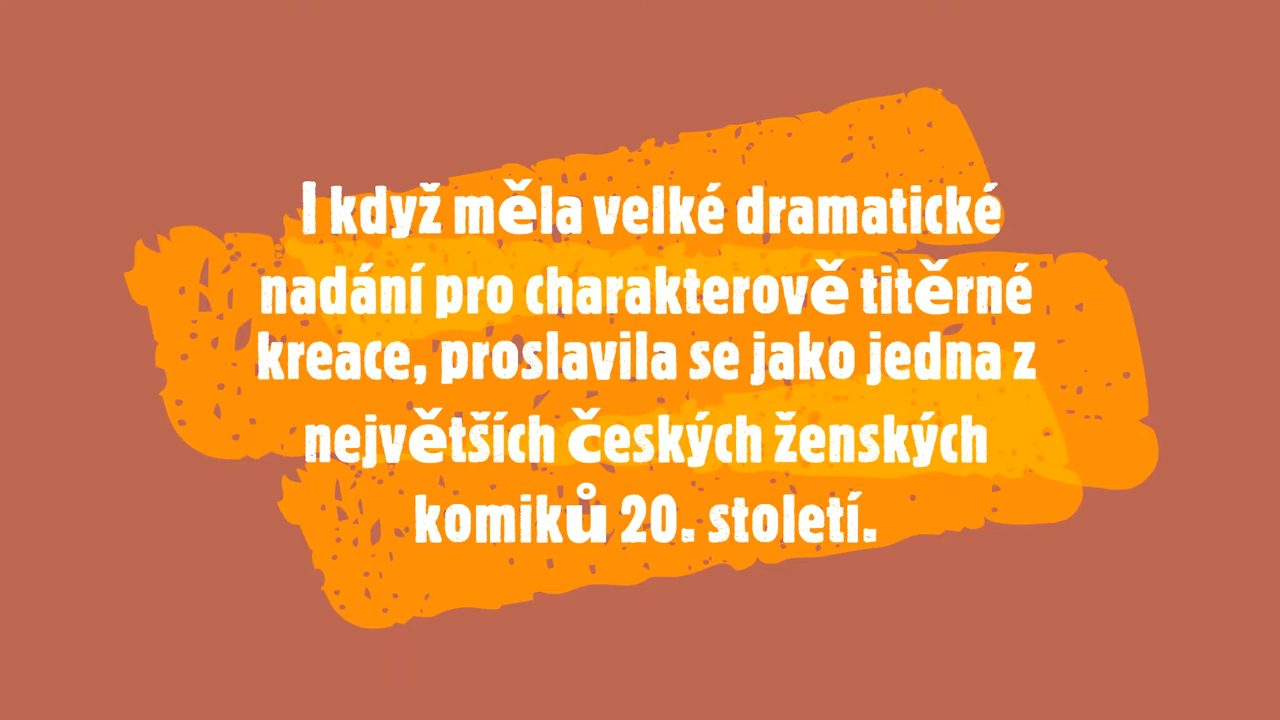 I když měla velké dramatické
nadání pro charakterově titěrné
kreace, proslavila se jako jedna z
největších českých ženských
komiků 20. století.